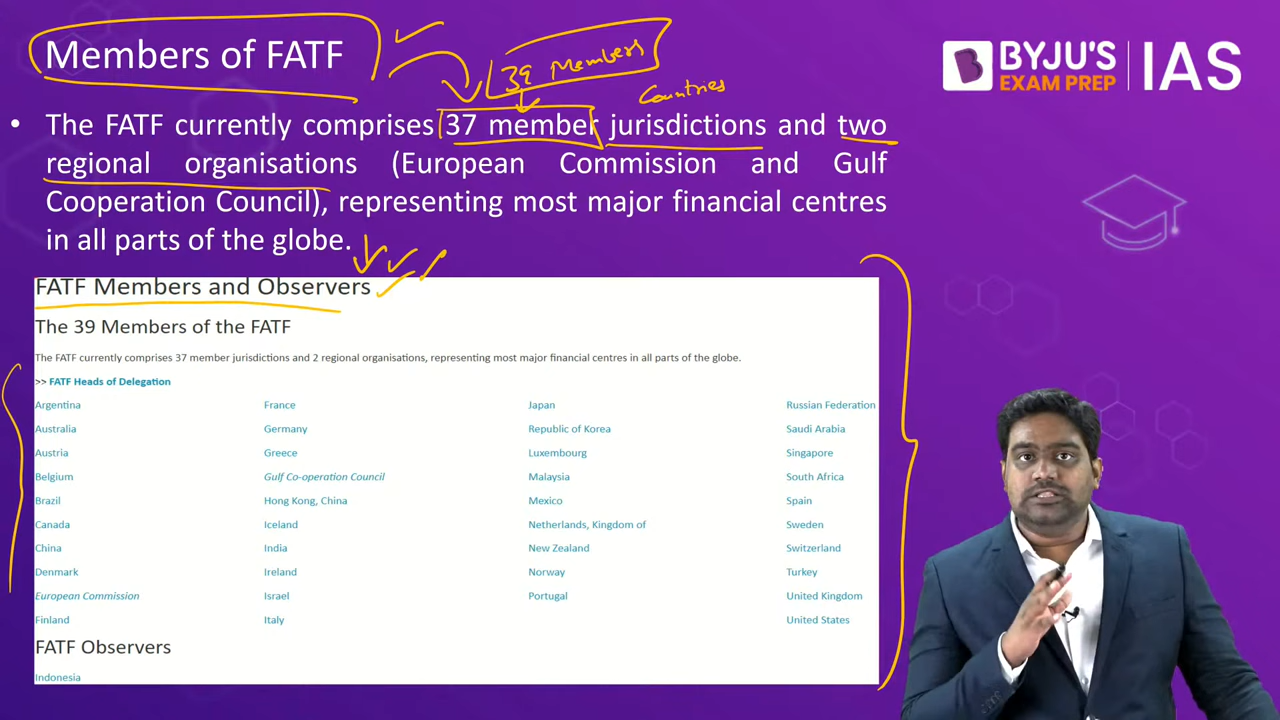 Members of FATF
39 Members
Countries
• The FATF currently comprises 37 member jurisdictions and two
regional organisations (European Commission and Gulf
Cooperation Council), representing most major financial centres
in all parts of the globe.
BYJU'S
EXAM PREP
IAS
FATF Members and Observers
The 39 Members of the FATF
The FATF currently comprises 37 member jurisdictions and 2 regional organisations, representing most major financial centres in all parts of the globe.
>> FATF Heads of Delegation
Argentina France Japan Russian Federation
Australia Germany Republic of Korea Saudi Arabia
Austria Greece Luxembourg Singapore
Belgium Gulf Co-operation Council Malaysia South Africa
Brazil Hong Kong, China Mexico Spain
Canada Iceland Netherlands, Kingdom of Sweden
China India New Zealand Switzerland
Denmark Ireland Norway Turkey
European Commission Israel Portugal United Kingdom
Finland Italy United States
FATF Observers
Indonesia